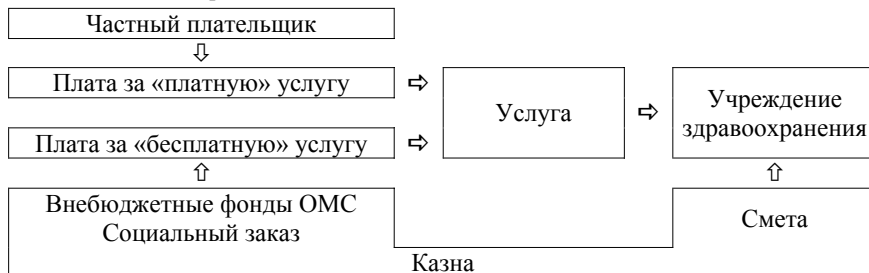 Частный плательщик
Плата за «платную» услугу
Услуга
Учреждение
здравоохранения
Плата за «бесплатную» услугу
Внебюджетные фонды ОМС
Социальный заказ
Смета
Казна